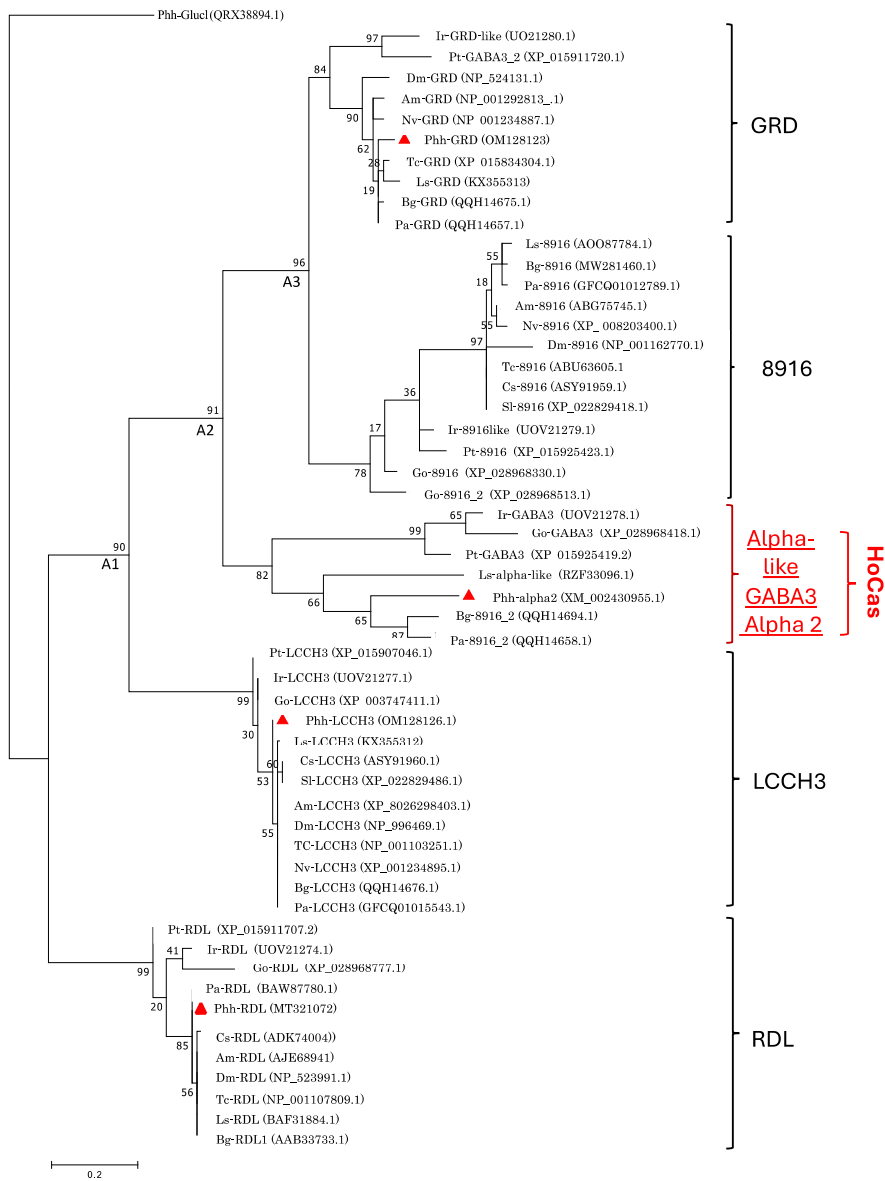 Phh-Glucl (QRX38894.1)
97
Ir-GRD-like (UO21280.1)
Pt-GABA3_2 (XP_015911720.1)
84
Dm-GRD (NP_524131.1)
Am-GRD (NP_001292813_.1)
90
Nv-GRD (NP 001234887.1)
62
Phh-GRD (OM128123)
GRD
28
Tc-GRD (XP 015834304.1)
19
Ls-GRD (KX355313)
Bg-GRD (QQH14675.1)
Pa-GRD (QQH14657.1)
96
A3
55
Ls-8916 (AOO87784.1)
Bg-8916 (MW281460.1)
18
Pa-8916 (GFCQ01012789.1)
Am-8916 (ABG75745.1)
55
Nv-8916 (XP_ 008203400.1)
97
Dm-8916 (NP_001162770.1)
Tc-8916 (ABU63605.1
8916
Cs-8916 (ASY91959.1)
36
Sl-8916 (XP_022829418.1)
17
Ir-8916like (UOV21279.1)
Pt-8916 (XP_015925423.1)
78
Go-8916 (XP_028968330.1)
Go-8916_2 (XP_028968513.1)
91
A2
65
Ir-GABA3 (UOV21278.1)
99
Go-GABA3 (XP_028968418.1)
Pt-GABA3 (XP 015925419.2)
82
Ls-alpha-like (RZF33096.1)
66
Phh-alpha2 (XM_002430955.1)
65
Bg-8916_2 (QQH14694.1)
87
Pa-8916_2 (QQH14658.1)
Alpha-
like
GABA3
Alpha 2
HoCas
90
A1
Pt-LCCH3 (XP_015907046.1)
Ir-LCCH3 (UOV21277.1)
99
Go-LCCH3 (XP 003747411.1)
30
Phh-LCCH3 (OM128126.1)
Ls-LCCH3 (KX355312)
60
Cs-LCCH3 (ASY91960.1)
53
Sl-LCCH3 (XP_022829486.1)
LCCH3
Am-LCCH3 (XP_8026298403.1)
55
Dm-LCCH3 (NP_996469.1)
TC-LCCH3 (NP_001103251.1)
Nv-LCCH3 (XP_001234895.1)
Bg-LCCH3 (QQH14676.1)
Pa-LCCH3 (GFCQ01015543.1)
Pt-RDL (XP_015911707.2)
41
Ir-RDL (UOV21274.1)
99
Go-RDL (XP_028968777.1)
20
Pa-RDL (BAW87780.1)
Phh-RDL (MT321072)
85
Cs-RDL (ADK74004))
RDL
Am-RDL (AJE68941)
56
Dm-RDL (NP_523991.1)
Tc-RDL (NP_001107809.1)
Ls-RDL (BAF31884.1)
Bg-RDL1 (AAB33733.1)
0.2